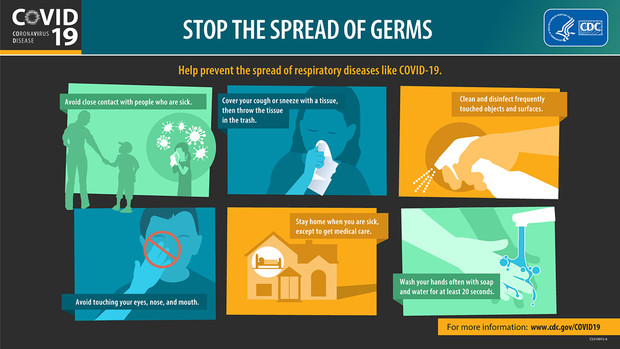 COVID
CORONAVIRUS
DISEASE
19
STOP THE SPREAD OF GERMS
CDC
Help prevent the spread of respiratory diseases like COVID-19.
Avoid close contact with people who are sick.
Cover your cough or sneeze with a tissue,
then throw the tissue
in the trash.
Clean and disinfect frequently
touched objects and surfaces.
Avoid touching your eyes, nose, and mouth.
Stay home when you are sick,
except to get medical care.
Wash your hands often with soap
and water for at least 20 seconds.
For more information: www.cdc.gov/COVID19